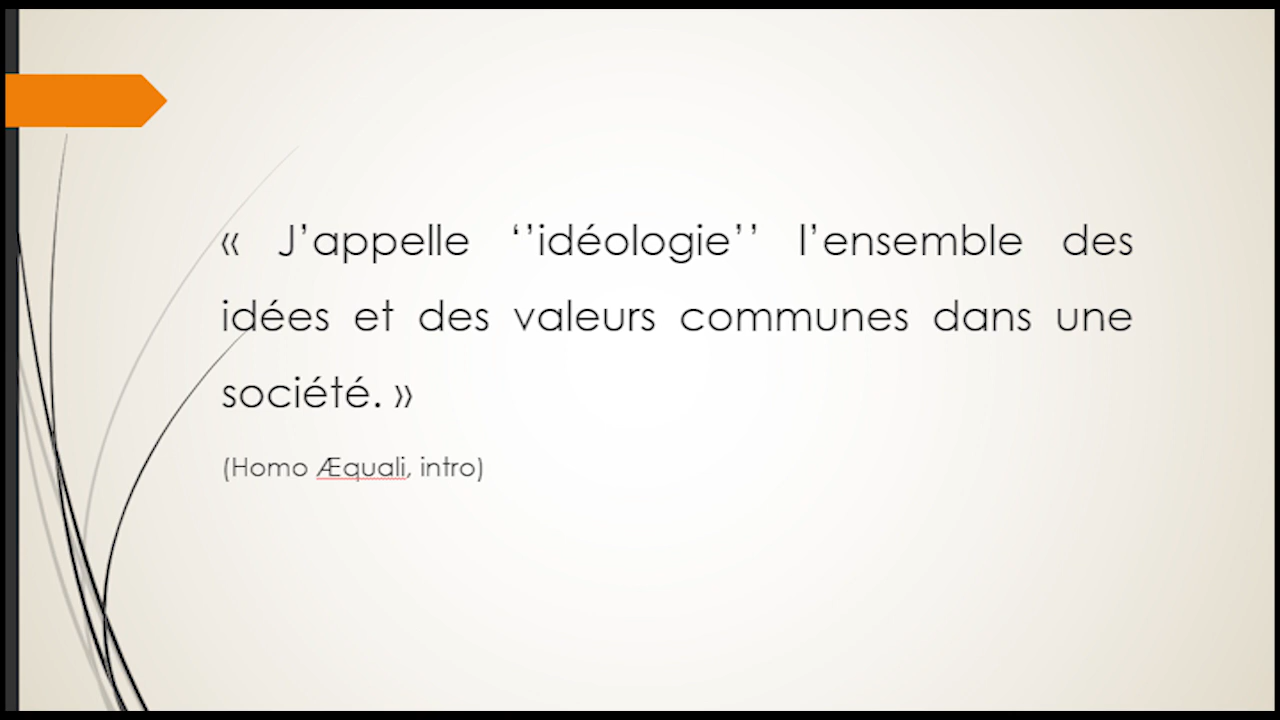 « J’appelle ‘’idéologie’’ l’ensemble des
idées et des valeurs communes dans une
société. »
(Homo Æquali, intro)